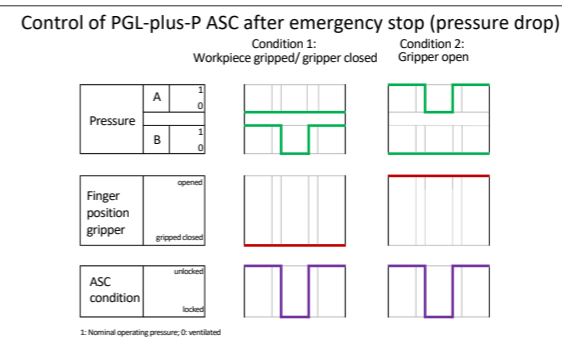 Control of PGL-plus-P ASC after emergency stop (pressure drop)
Condition 1:
Workpiece gripped/ gripper closed
Condition 2:
Gripper open
Pressure
A
1
0
B
1
0
Finger
position
gripper
opened
gripped closed
ASC
condition
unlocked
locked
1: Nominal operating pressure; 0: ventilated